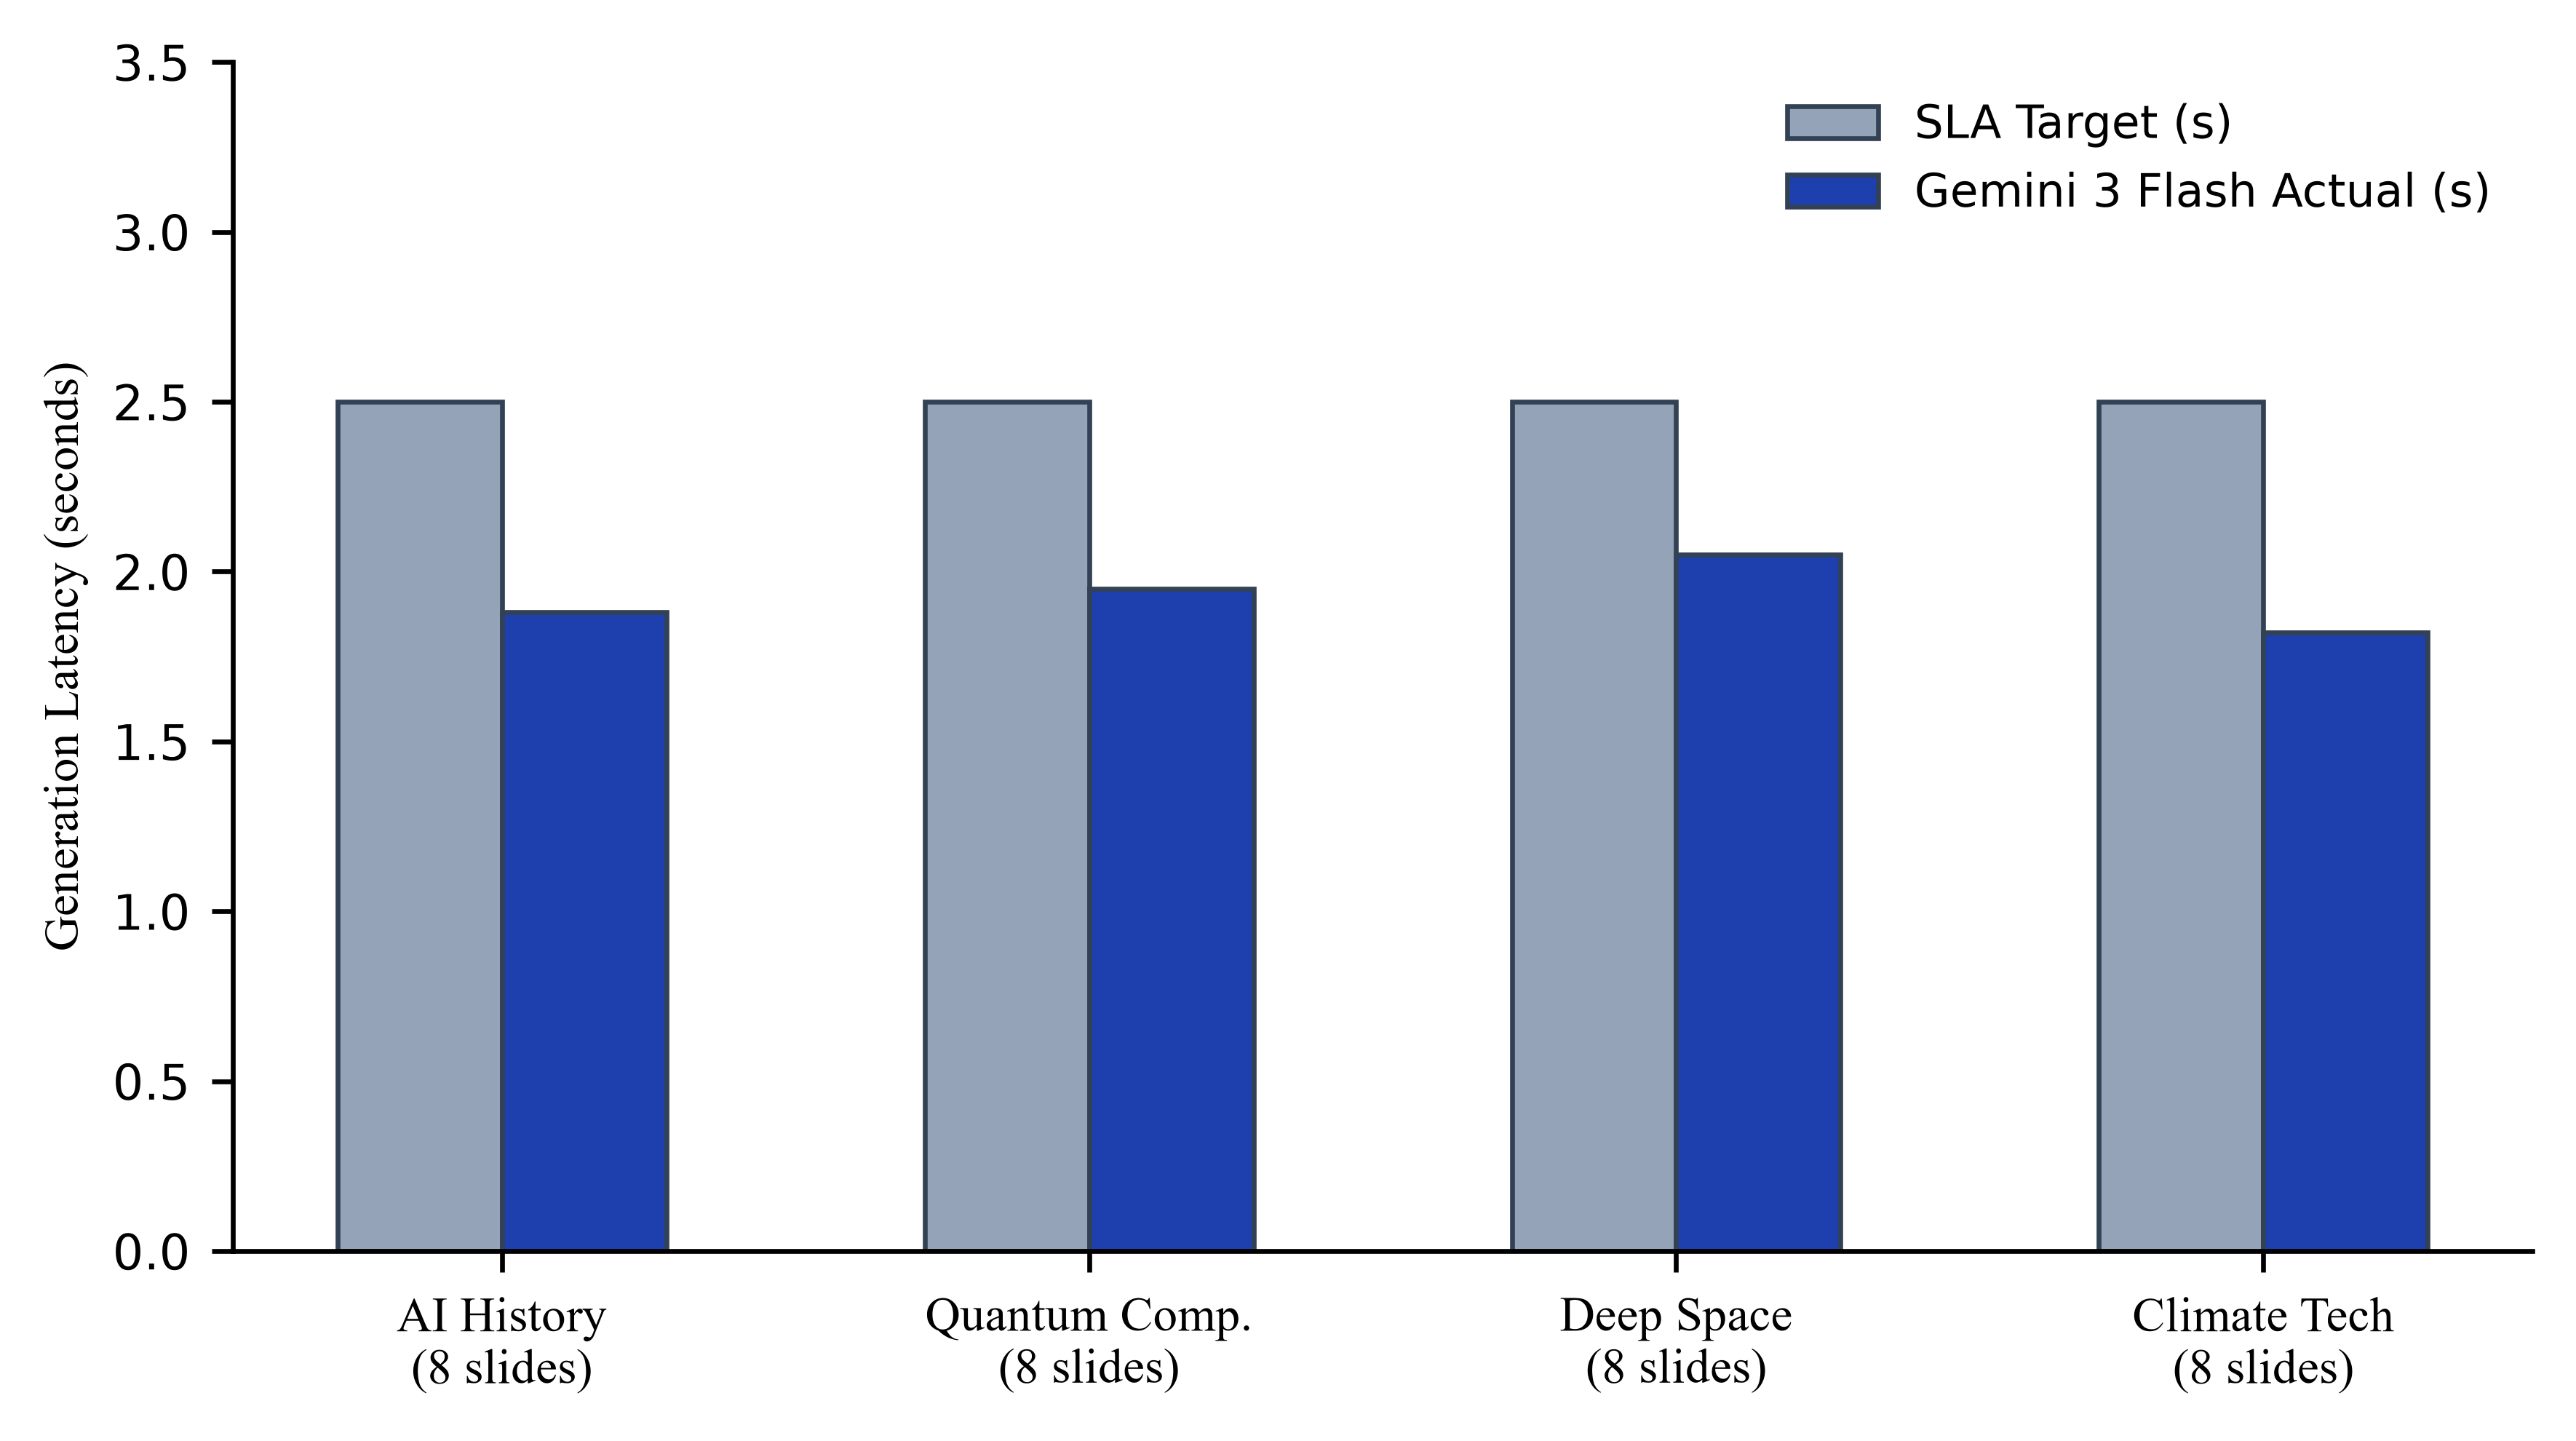 3.5
3.0
2.5
2.0
1.5
1.0
0.5
0.0
Generation Latency (seconds)
SLA Target (s)
Gemini 3 Flash Actual (s)
AI History
(8 slides)
Quantum Comp.
(8 slides)
Deep Space
(8 slides)
Climate Tech
(8 slides)